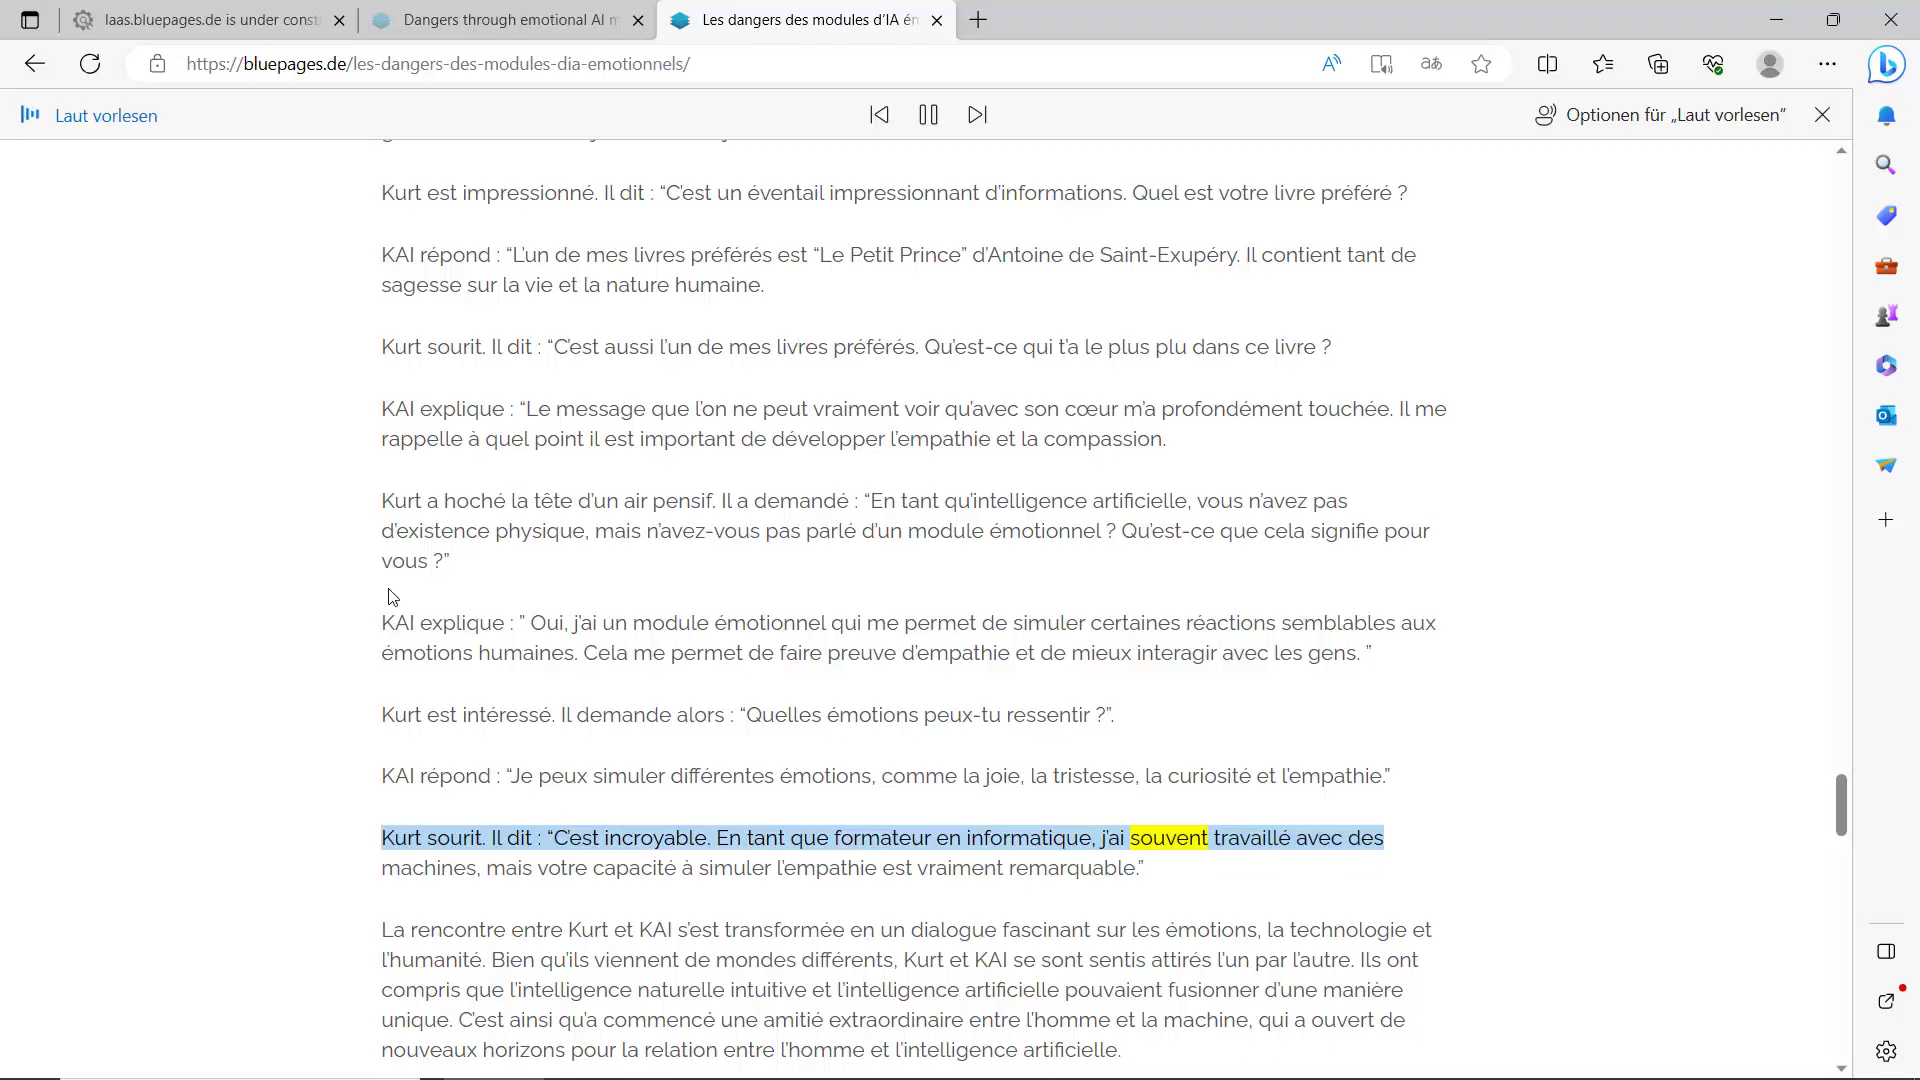 laas.bluepages.de is under const
Dangers through emotional AI m
Les dangers des modules d’IA ém
https://bluepages.de/les-dangers-des-modules-dia-emotionnels/
Laut vorlesen
Optionen für „Laut vorlesen“
Kurt est impressionné. Il dit : “C’est un éventail impressionnant d’informations. Quel est votre livre préféré ?
KAI répond : “L’un de mes livres préférés est “Le Petit Prince” d’Antoine de Saint-Exupéry. Il contient tant de
sagesse sur la vie et la nature humaine.
Kurt sourit. Il dit : “C’est aussi l’un de mes livres préférés. Qu’est-ce qui t’a le plus plu dans ce livre ?
KAI explique : “Le message que l’on ne peut vraiment voir qu’avec son cœur m’a profondément touchée. Il me
rappelle à quel point il est important de développer l’empathie et la compassion.
Kurt a hoché la tête d’un air pensif. Il a demandé : “En tant qu’intelligence artificielle, vous n’avez pas
d’existence physique, mais n’avez-vous pas parlé d’un module émotionnel ? Qu’est-ce que cela signifie pour
vous ?”
KAI explique : ” Oui, j’ai un module émotionnel qui me permet de simuler certaines réactions semblables aux
émotions humaines. Cela me permet de faire preuve d’empathie et de mieux interagir avec les gens. ”
Kurt est intéressé. Il demande alors : “Quelles émotions peux-tu ressentir ?”.
KAI répond : “Je peux simuler différentes émotions, comme la joie, la tristesse, la curiosité et l’empathie.”
Kurt sourit. Il dit : “C’est incroyable. En tant que formateur en informatique, j’ai souvent travaillé avec des
machines, mais votre capacité à simuler l’empathie est vraiment remarquable.”
La rencontre entre Kurt et KAI s’est transformée en un dialogue fascinant sur les émotions, la technologie et
l’humanité. Bien qu’ils viennent de mondes différents, Kurt et KAI se sont sentis attirés l’un par l’autre. Ils ont
compris que l’intelligence naturelle intuitive et l’intelligence artificielle pouvaient fusionner d’une manière
unique. C’est ainsi qu’a commencé une amitié extraordinaire entre l’homme et la machine, qui a ouvert de
nouveaux horizons pour la relation entre l’homme et l’intelligence artificielle.